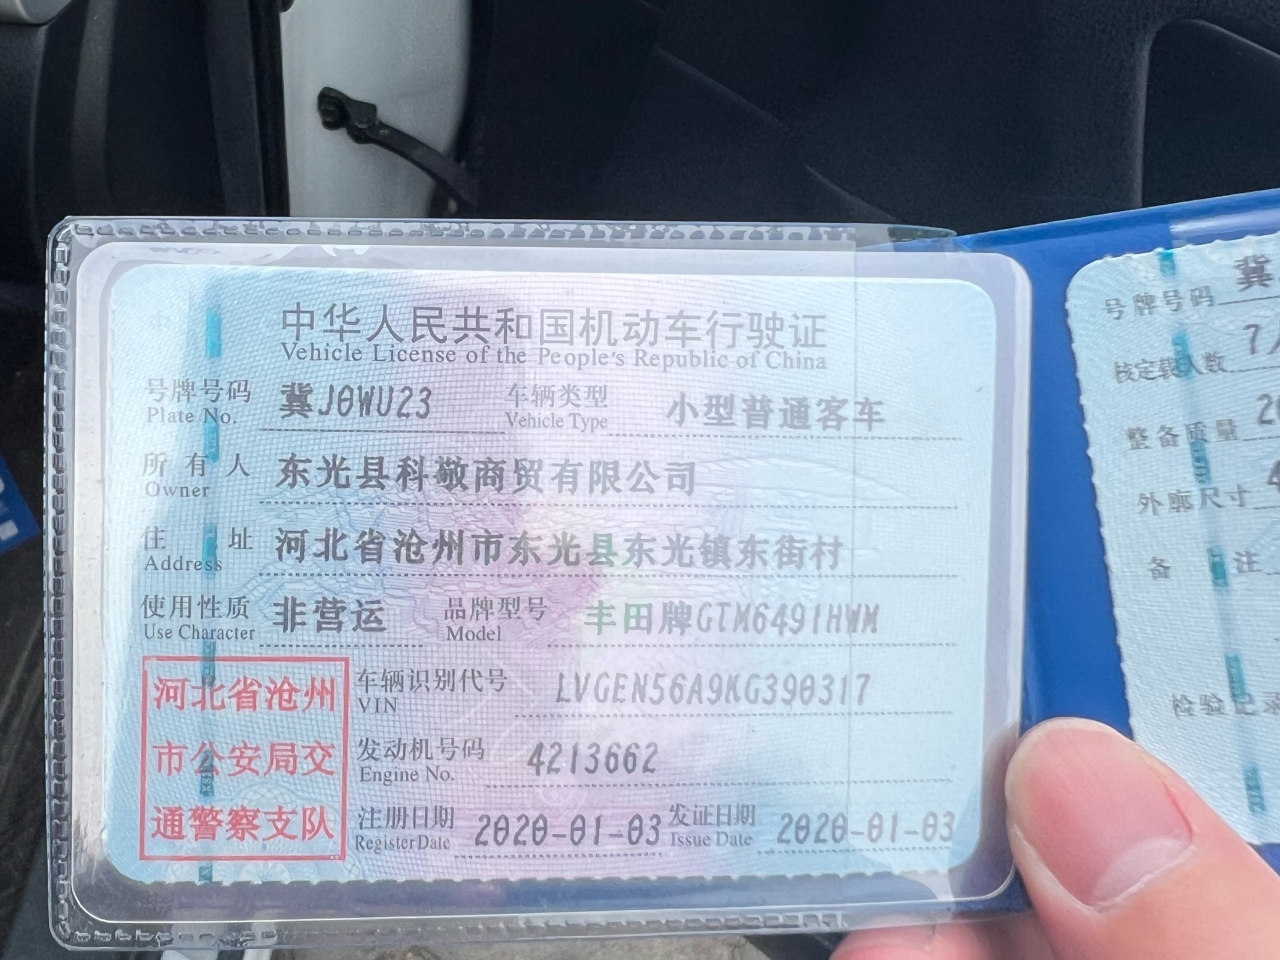 中华人民共和国机动车行驶证
Vehicle License of the People's Republic of China
号牌号码 冀J0WU23 车辆类型 小型普通客车
Plate No. Vehicle Type
所有人 东光县科敬商贸有限公司
Owner
住址 河北省沧州市东光县东光镇东街村
Address
使用性质 非营运 品牌型号 丰田牌GTM6491HWM
Use Character Model
车辆识别代号 LVGEN56A9KG390317
VIN
发动机号码 4213662
Engine No.
注册日期 2020-01-03 发证日期 2020-01-03
Register Date Issue Date
河北省沧州
市公安局交
通警察支队
号牌号码 冀
核定载人数 7
整备质量 2
外廓尺寸 4
备注
检验记录